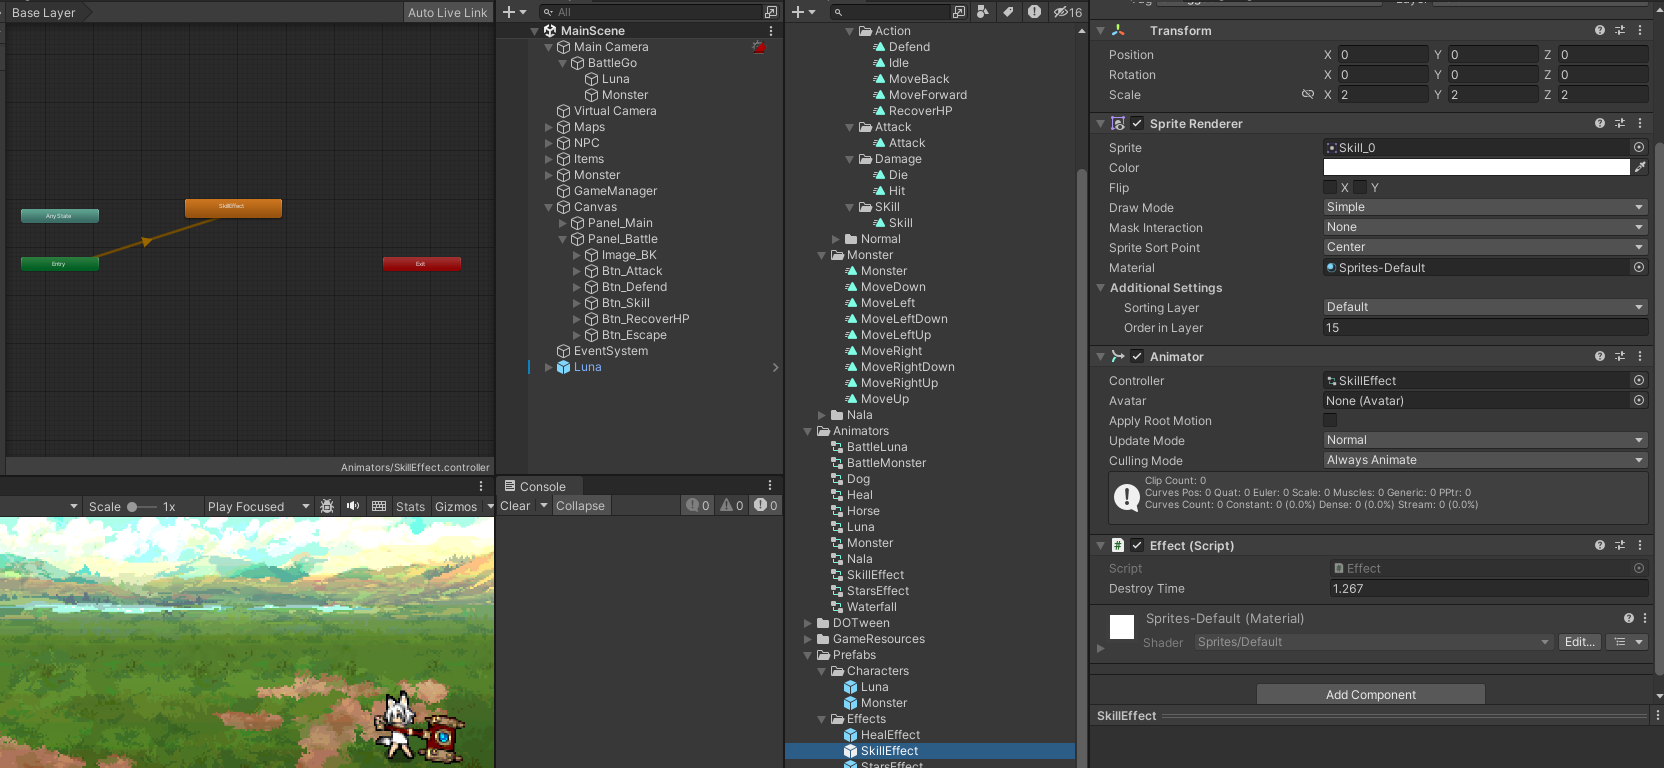 Base Layer
Auto Live Link
Any State
SkillEffect
Entry
Exit
Animators/SkillEffect.controller
Scale 1x Play Focused Stats Gizmos
All
MainScene
Main Camera
BattleGo
Luna
Monster
Virtual Camera
Maps
NPC
Items
Monster
GameManager
Canvas
Panel_Main
Panel_Battle
Image_BK
Btn_Attack
Btn_Defend
Btn_Skill
Btn_RecoverHP
Btn_Escape
EventSystem
Luna
Console
Clear Collapse 0 0 0
16
Action
Defend
Idle
MoveBack
MoveForward
RecoverHP
Attack
Attack
Damage
Die
Hit
SKill
Skill
Normal
Monster
Monster
MoveDown
MoveLeft
MoveLeftDown
MoveLeftUp
MoveRight
MoveRightDown
MoveRightUp
MoveUp
Nala
Animators
BattleLuna
BattleMonster
Dog
Heal
Horse
Luna
Monster
Nala
SkillEffect
StarsEffect
Waterfall
DOTween
GameResources
Prefabs
Characters
Luna
Monster
Effects
HealEffect
SkillEffect
StarsEffect
Transform
Position X 0 Y 0 Z 0
Rotation X 0 Y 0 Z 0
Scale X 2 Y 2 Z 2
Sprite Renderer
Sprite Skill_0
Color
Flip X Y
Draw Mode Simple
Mask Interaction None
Sprite Sort Point Center
Material Sprites-Default
Additional Settings
Sorting Layer Default
Order in Layer 15
Animator
Controller SkillEffect
Avatar None (Avatar)
Apply Root Motion
Update Mode Normal
Culling Mode Always Animate
Clip Count: 0
Curves Pos: 0 Quat: 0 Euler: 0 Scale: 0 Muscles: 0 Generic: 0 PPtr: 0
Curves Count: 0 Constant: 0 (0.0%) Dense: 0 (0.0%) Stream: 0 (0.0%)
Effect (Script)
Script Effect
Destroy Time 1.267
Sprites-Default (Material)
Shader Sprites/Default Edit...
Add Component
SkillEffect